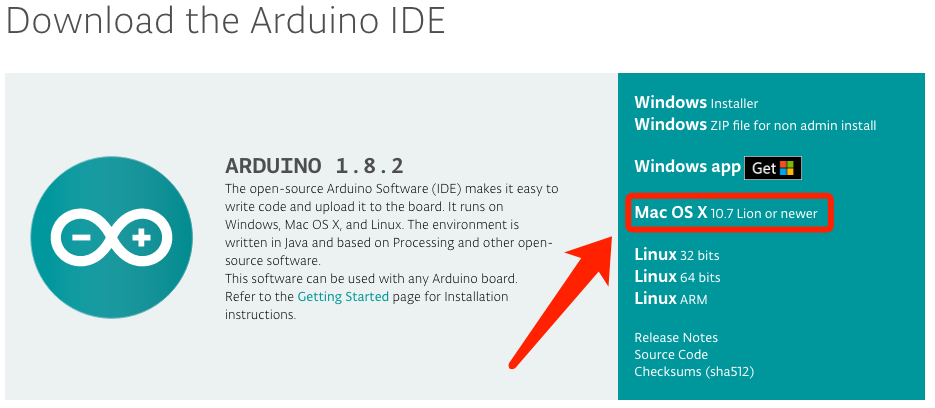 Download the Arduino IDE
ARDUINO 1.8.2
The open-source Arduino Software (IDE) makes it easy to
write code and upload it to the board. It runs on
Windows, Mac OS X, and Linux. The environment is
written in Java and based on Processing and other open-
source software.
This software can be used with any Arduino board.
Refer to the Getting Started page for Installation
instructions.
Windows Installer
Windows ZIP file for non admin install
Windows app Get
Mac OS X 10.7 Lion or newer
Linux 32 bits
Linux 64 bits
Linux ARM
Release Notes
Source Code
Checksums (sha512)